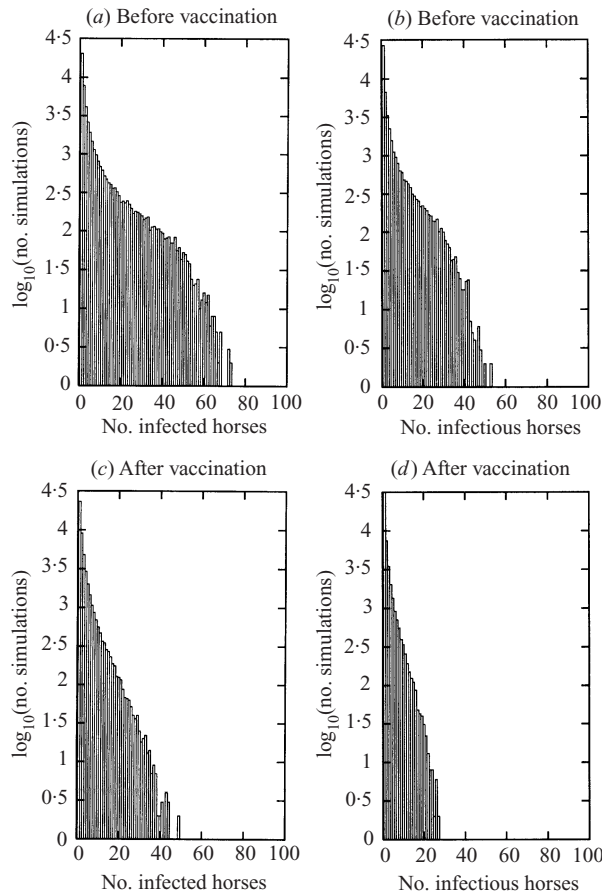 (a) Before vaccination
4·5
4
3·5
3
2·5
2
1·5
1
0·5
0
log10(no. simulations)
0 20 40 60 80 100
No. infected horses
(b) Before vaccination
4·5
4
3·5
3
2·5
2
1·5
1
0·5
0
log10(no. simulations)
0 20 40 60 80 100
No. infectious horses
(c) After vaccination
4·5
4
3·5
3
2·5
2
1·5
1
0·5
0
log10(no. simulations)
0 20 40 60 80 100
No. infected horses
(d) After vaccination
4·5
4
3·5
3
2·5
2
1·5
1
0·5
0
log10(no. simulations)
0 20 40 60 80 100
No. infectious horses